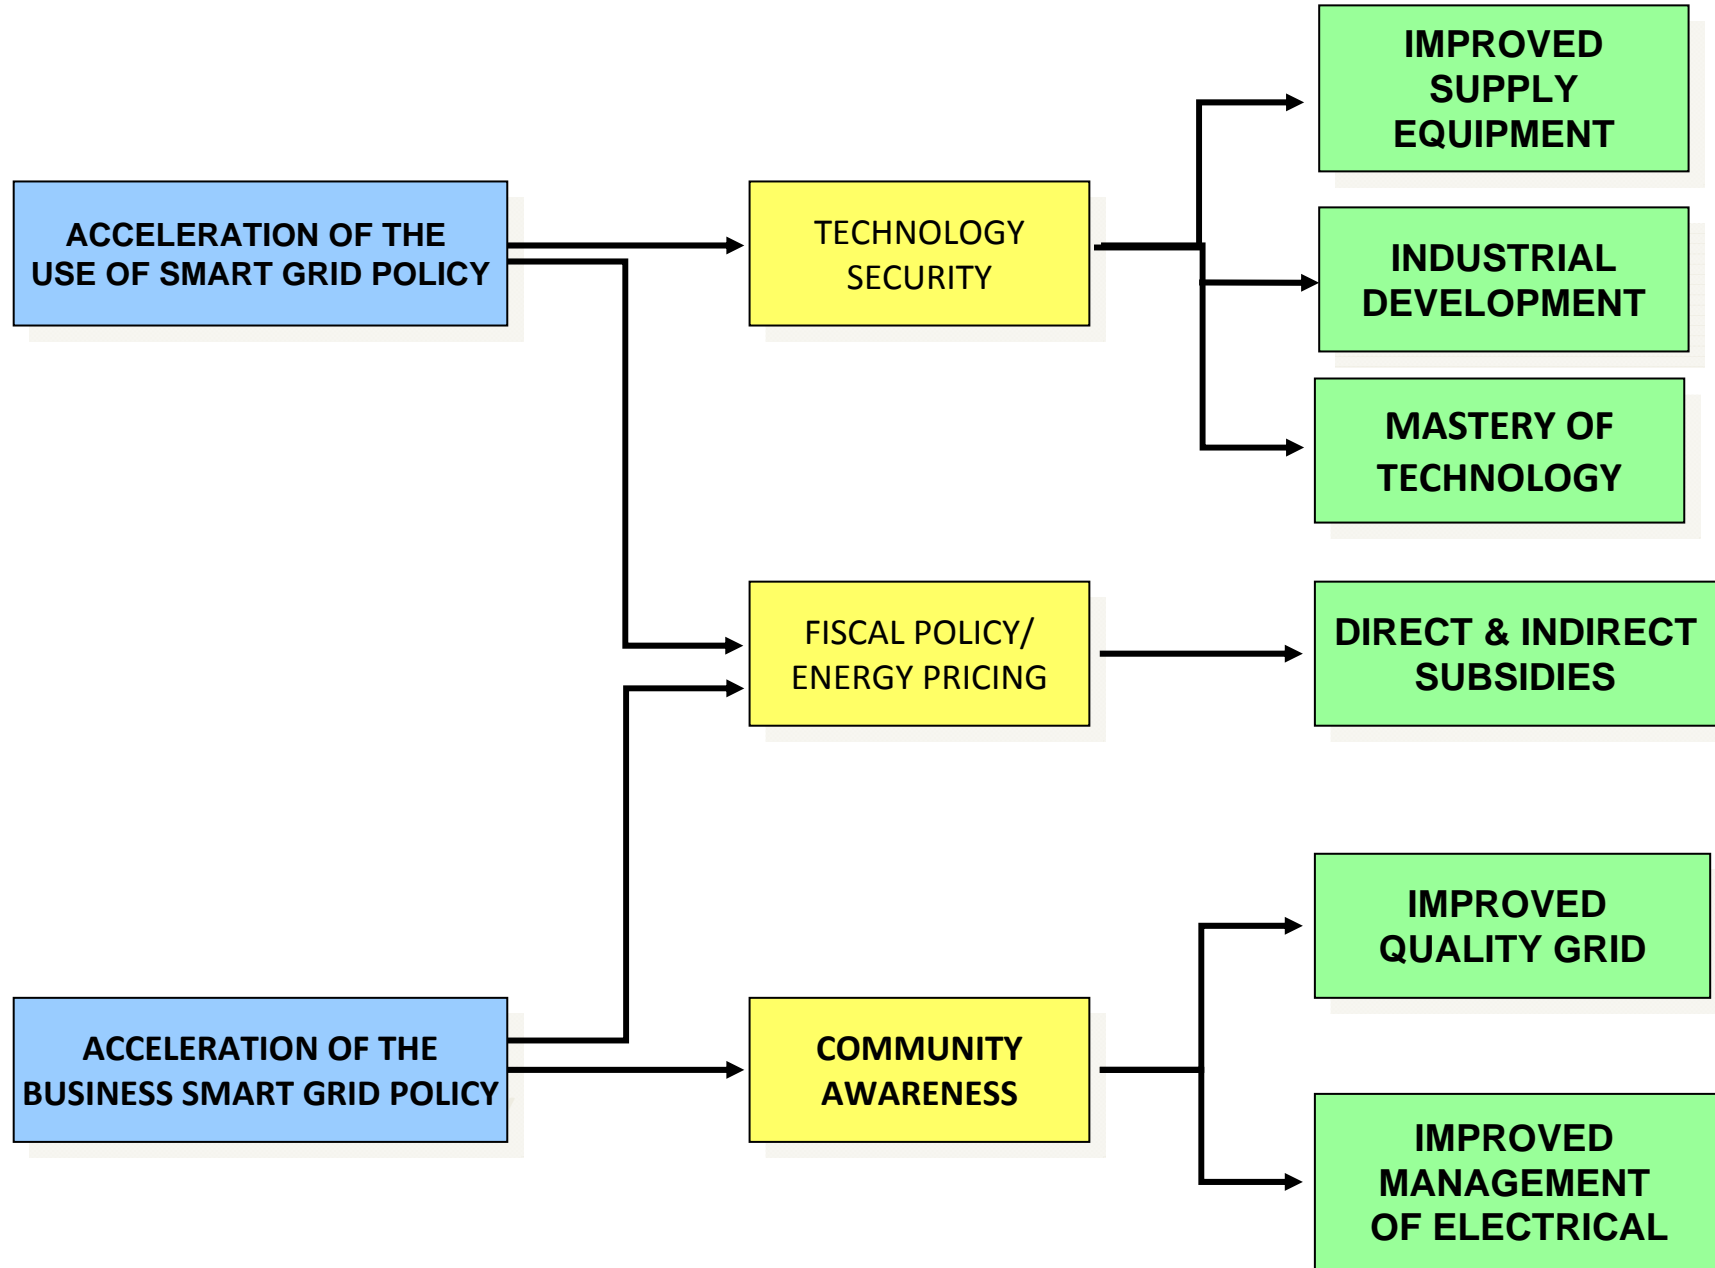 IMPROVED
SUPPLY
EQUIPMENT
ACCELERATION OF THE
USE OF SMART GRID POLICY
TECHNOLOGY
SECURITY
INDUSTRIAL
DEVELOPMENT
MASTERY OF
TECHNOLOGY
FISCAL POLICY/
ENERGY PRICING
DIRECT & INDIRECT
SUBSIDIES
IMPROVED
QUALITY GRID
ACCELERATION OF THE
BUSINESS SMART GRID POLICY
COMMUNITY
AWARENESS
IMPROVED
MANAGEMENT
OF ELECTRICAL